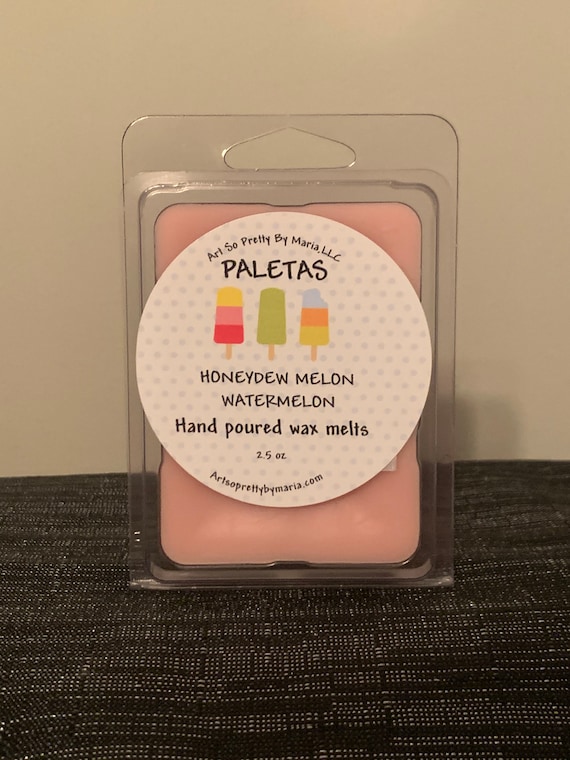 Art So Pretty By Maria,LLC
PALETAS
HONEYDEW MELON
WATERMELON
Hand poured wax melts
2.5 oz
Artsoprettybymaria.com